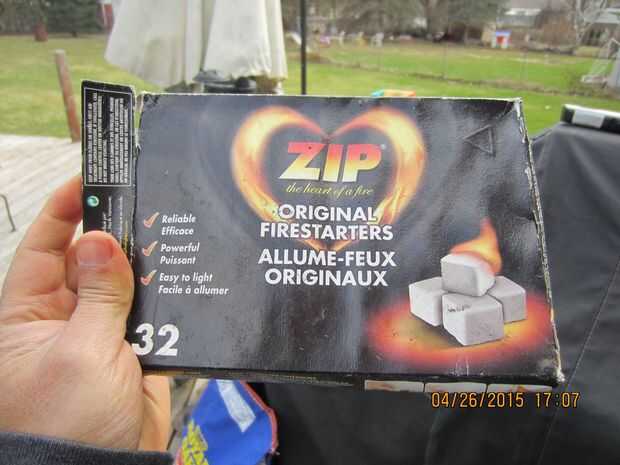 ZIP
the heart of a fire
ORIGINAL
FIRESTARTERS
ALLUME-FEUX
ORIGINAUX
Reliable
Efficace
Powerful
Puissant
Easy to light
Facile à allumer
32
04/26/2015 17:07